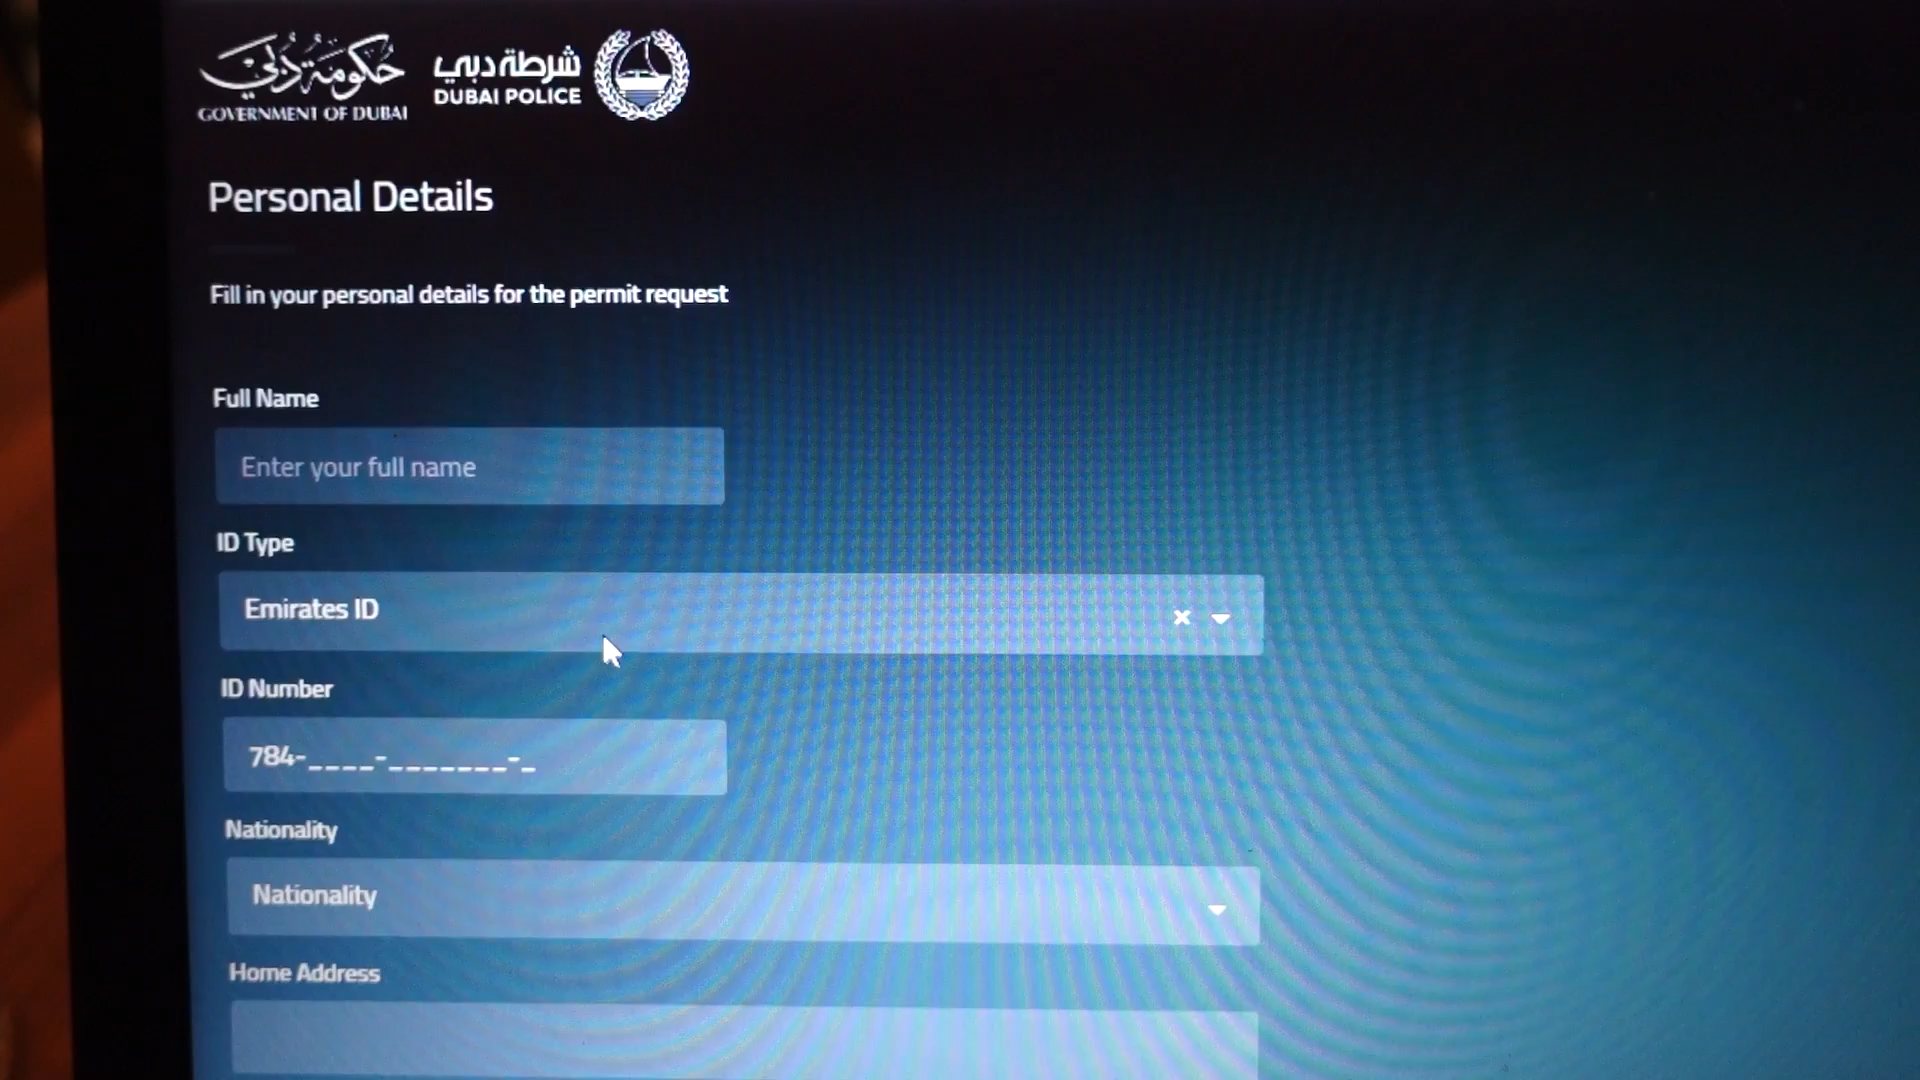 حكومة دبي
GOVERNMENT OF DUBAI
شرطة دبي
DUBAI POLICE
Personal Details
Fill in your personal details for the permit request
Full Name
Enter your full name
ID Type
Emirates ID
ID Number
784-____-_______-_
Nationality
Nationality
Home Address